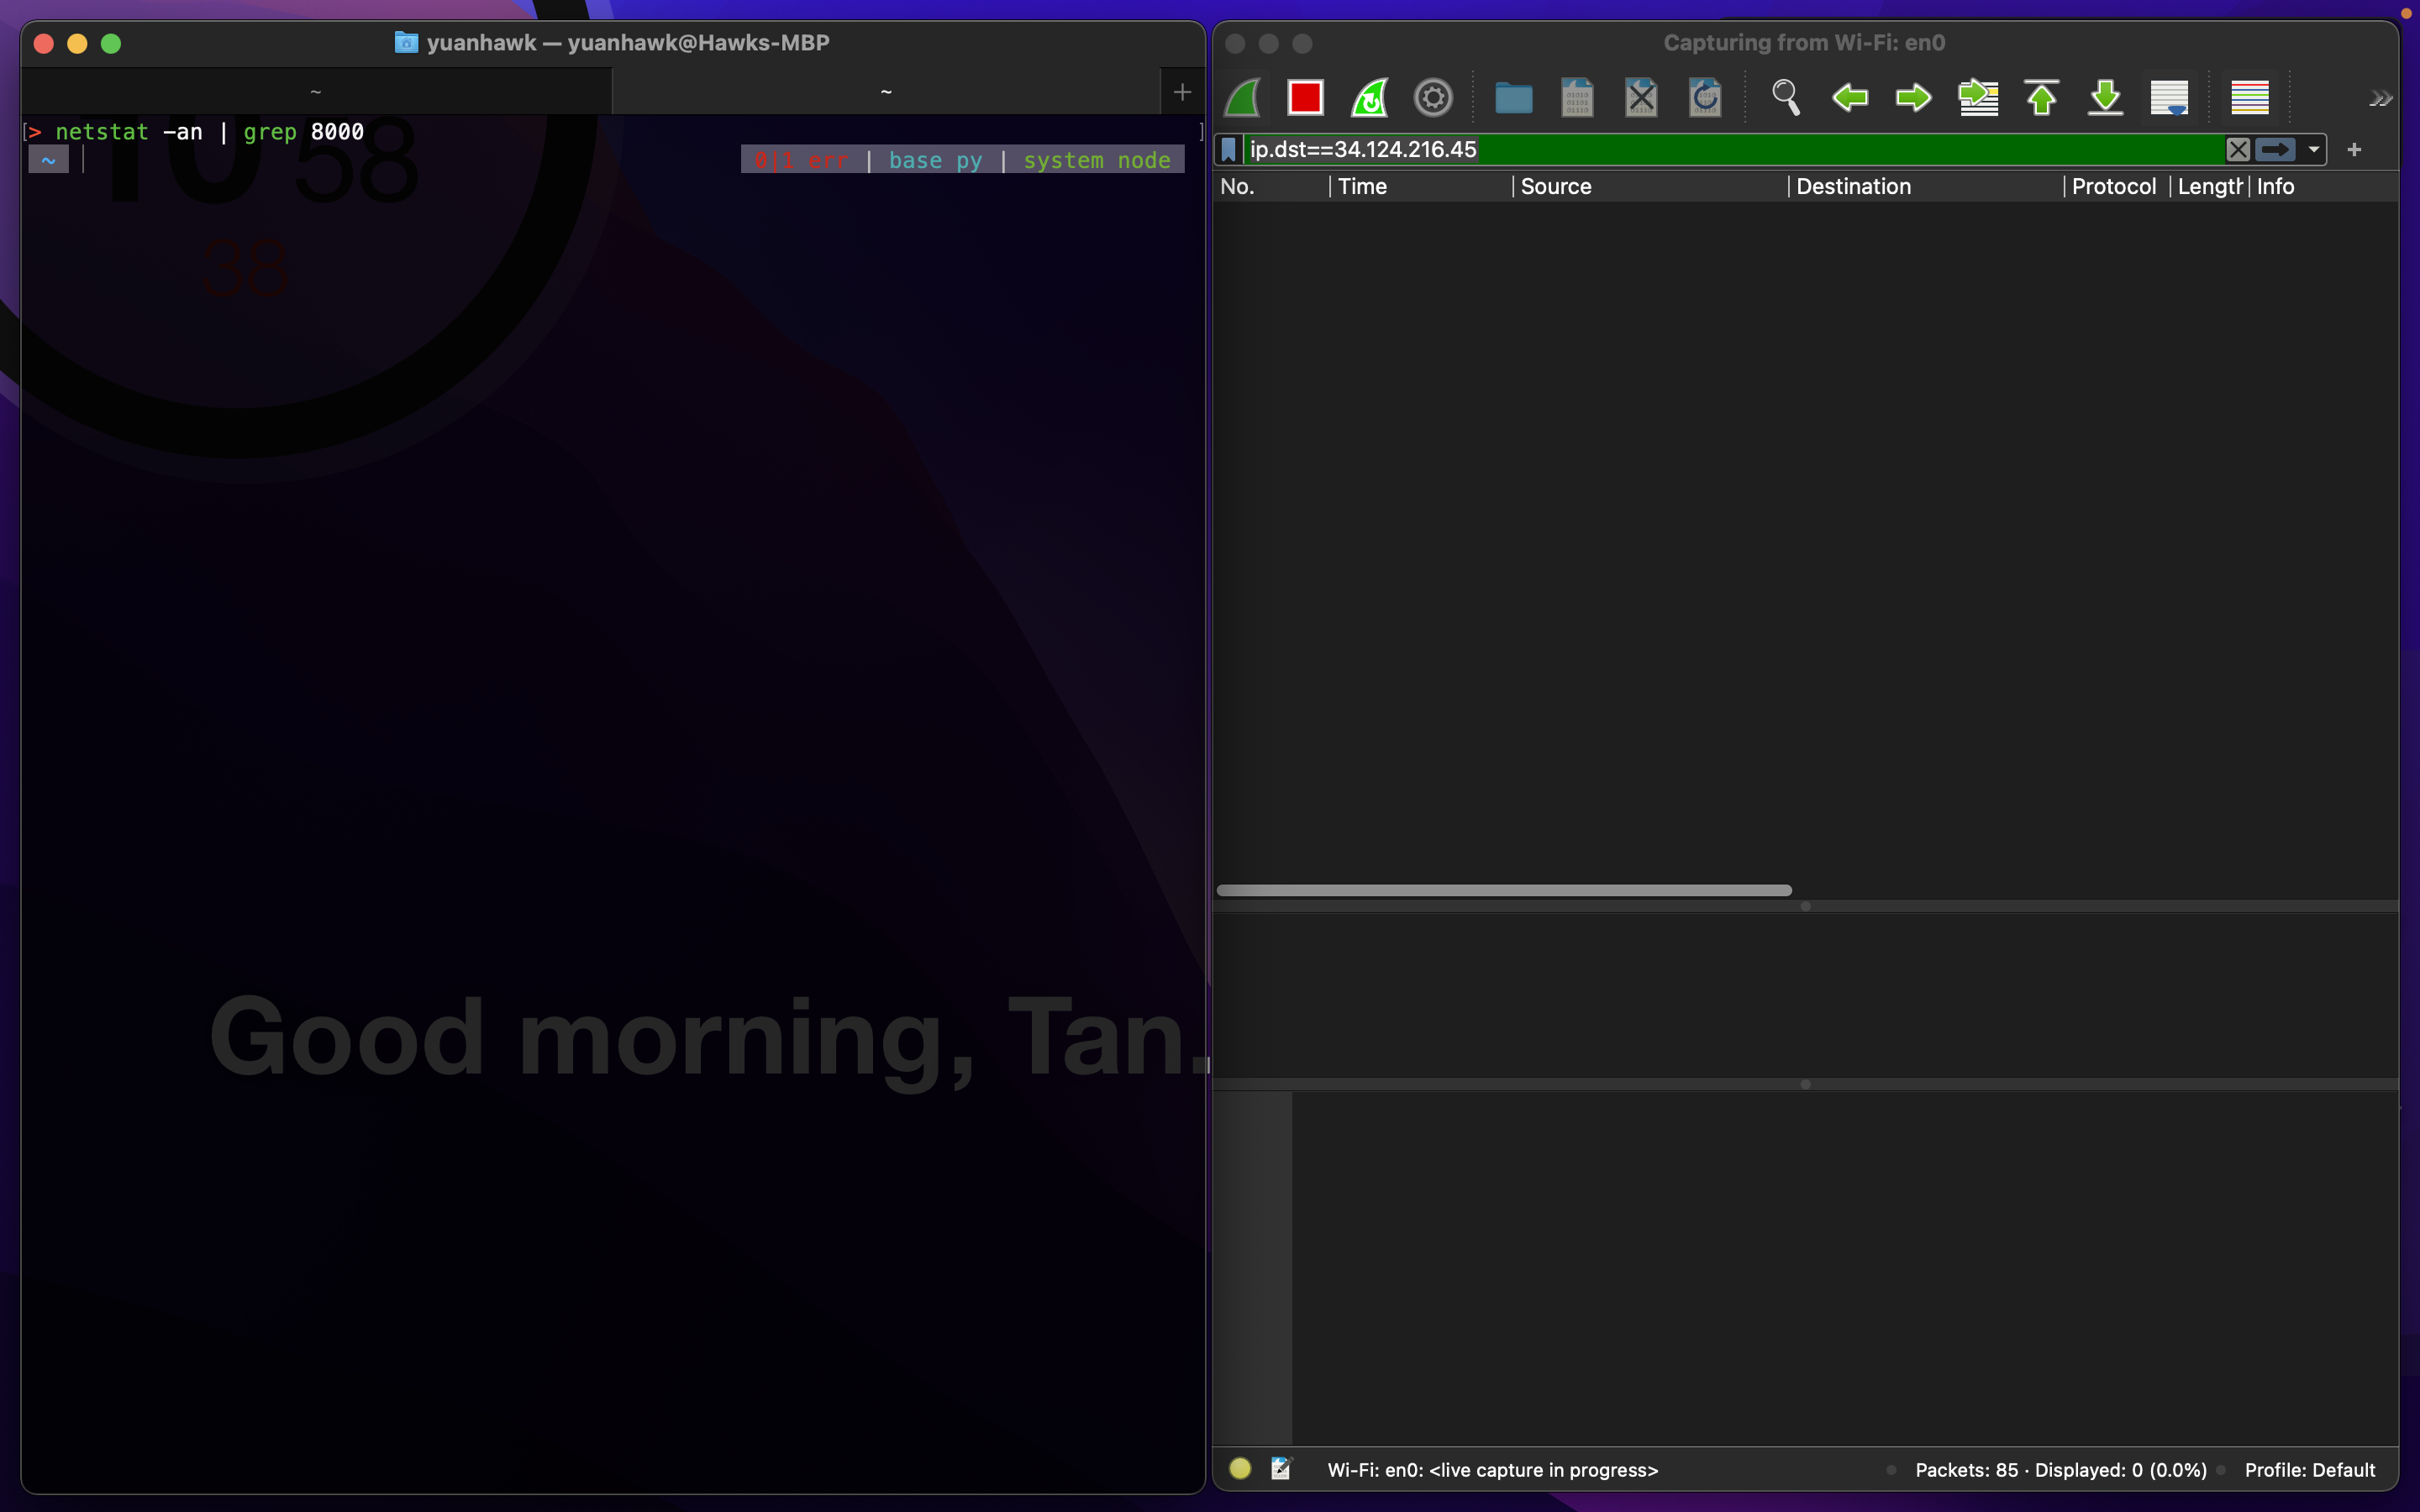 yuanhawk — yuanhawk@Hawks-MBP
~
~
+
[> netstat -an | grep 8000 ]
~
0|1 err | base py | system node
10 58
38
Good morning, Tan.
Capturing from Wi-Fi: en0
ip.dst==34.124.216.45
No. Time Source Destination Protocol Length Info
Wi-Fi: en0: <live capture in progress>
Packets: 85 · Displayed: 0 (0.0%)
Profile: Default